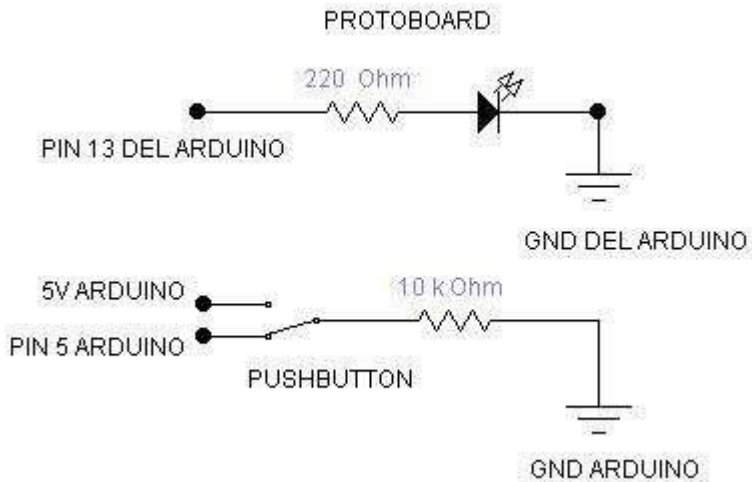 PROTOBOARD
220 Ohm
PIN 13 DEL ARDUINO
GND DEL ARDUINO
5V ARDUINO
10 k Ohm
PIN 5 ARDUINO
PUSHBUTTON
GND ARDUINO